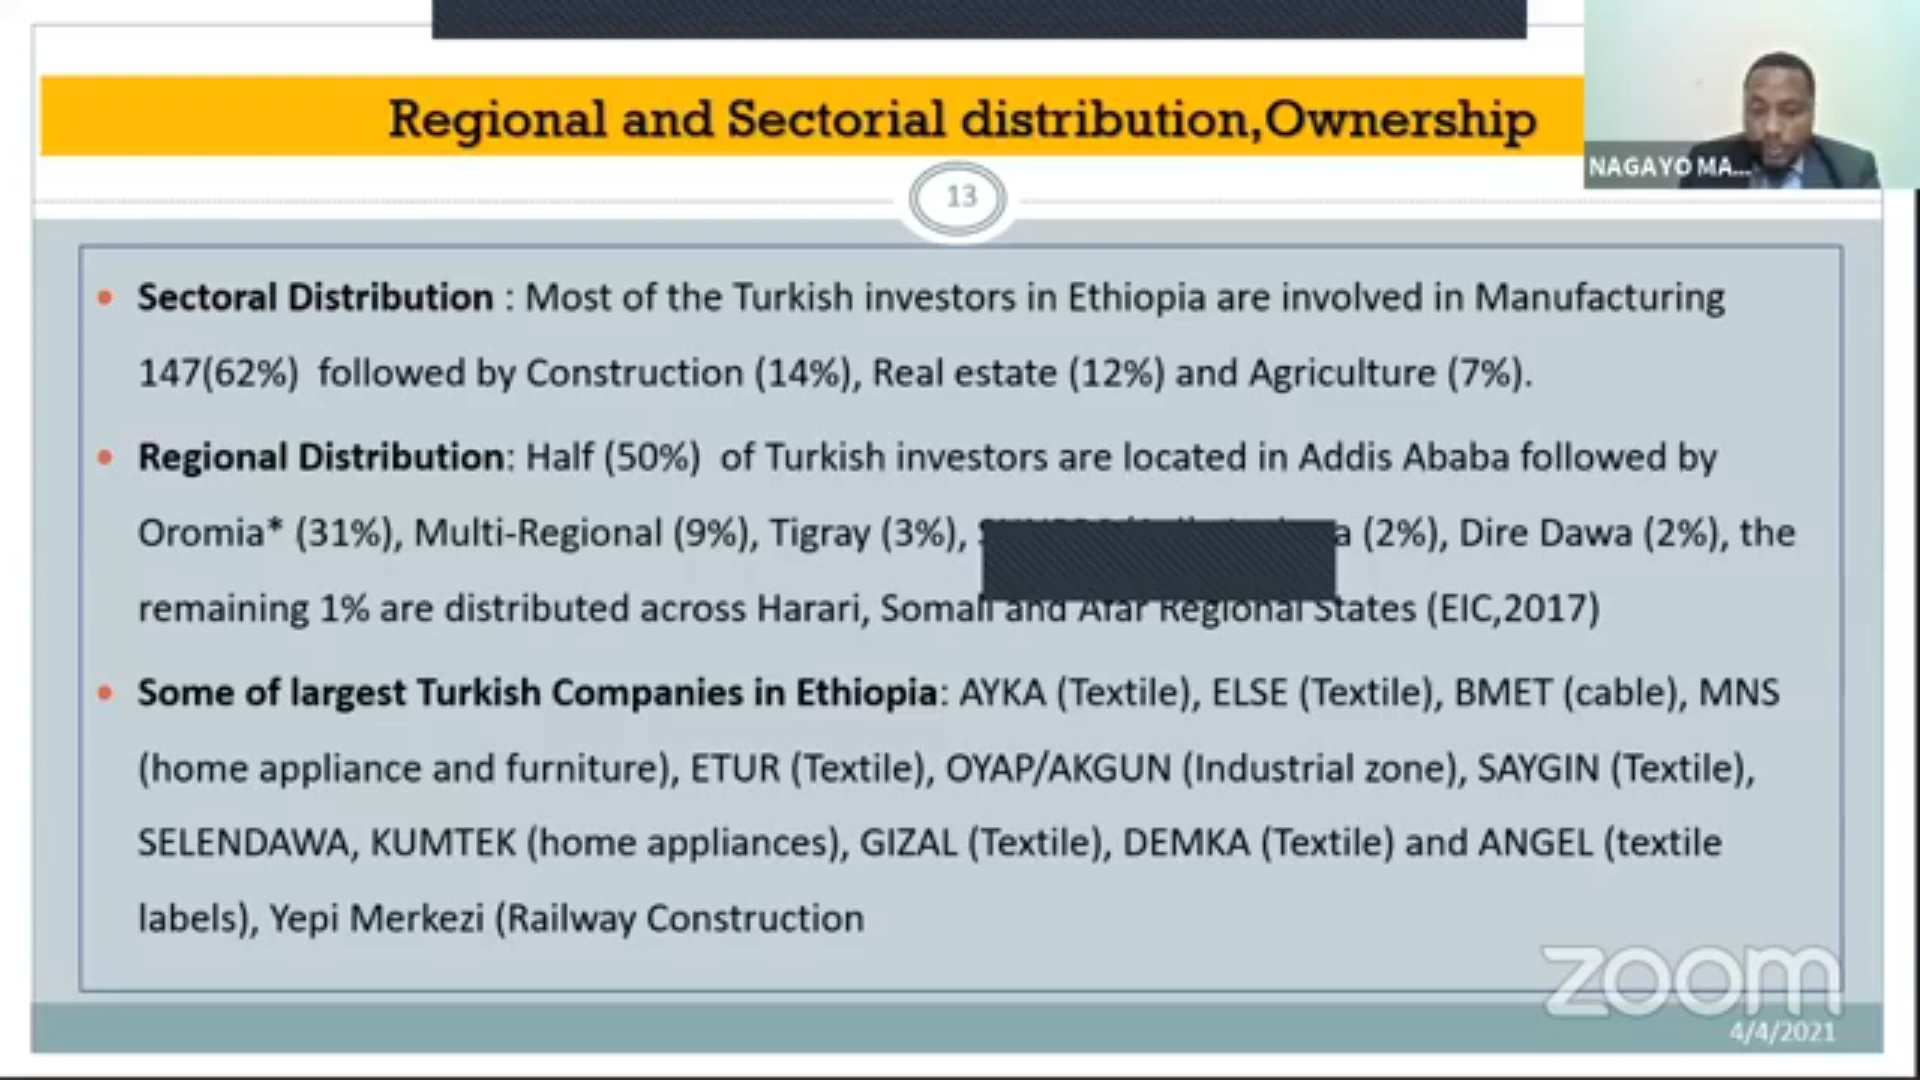 Regional and Sectorial distribution,Ownership
NAGAYO MA...
13
• Sectoral Distribution : Most of the Turkish investors in Ethiopia are involved in Manufacturing
147(62%) followed by Construction (14%), Real estate (12%) and Agriculture (7%).
• Regional Distribution: Half (50%) of Turkish investors are located in Addis Ababa followed by
Oromia* (31%), Multi-Regional (9%), Tigray (3%), (2%), Dire Dawa (2%), the
remaining 1% are distributed across Harari, Somali and Afar Regional States (EIC,2017)
• Some of largest Turkish Companies in Ethiopia: AYKA (Textile), ELSE (Textile), BMET (cable), MNS
(home appliance and furniture), ETUR (Textile), OYAP/AKGUN (Industrial zone), SAYGIN (Textile),
SELENDAWA, KUMTEK (home appliances), GIZAL (Textile), DEMKA (Textile) and ANGEL (textile
labels), Yepi Merkezi (Railway Construction
zoom
4/4/2021